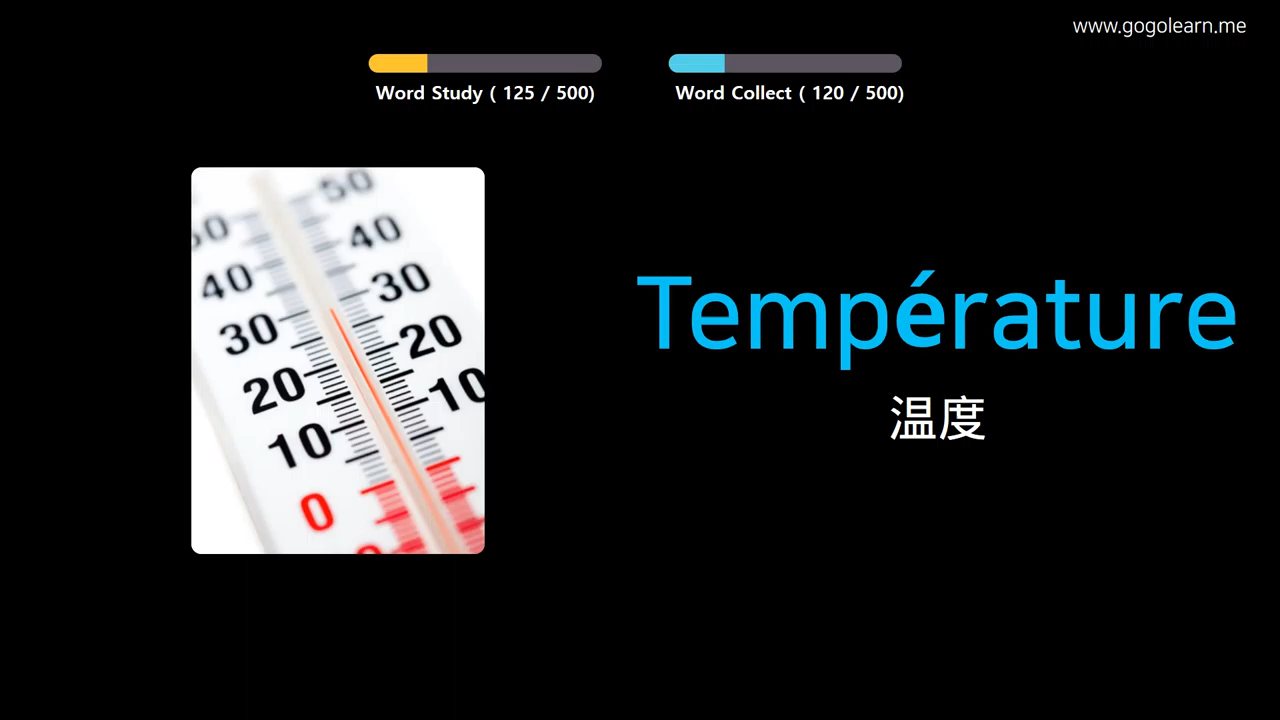 www.gogolearn.me
Word Study ( 125 / 500)
Word Collect ( 120 / 500)
50
50
40
40
30
30
20
20
10
10
0
Température
温度